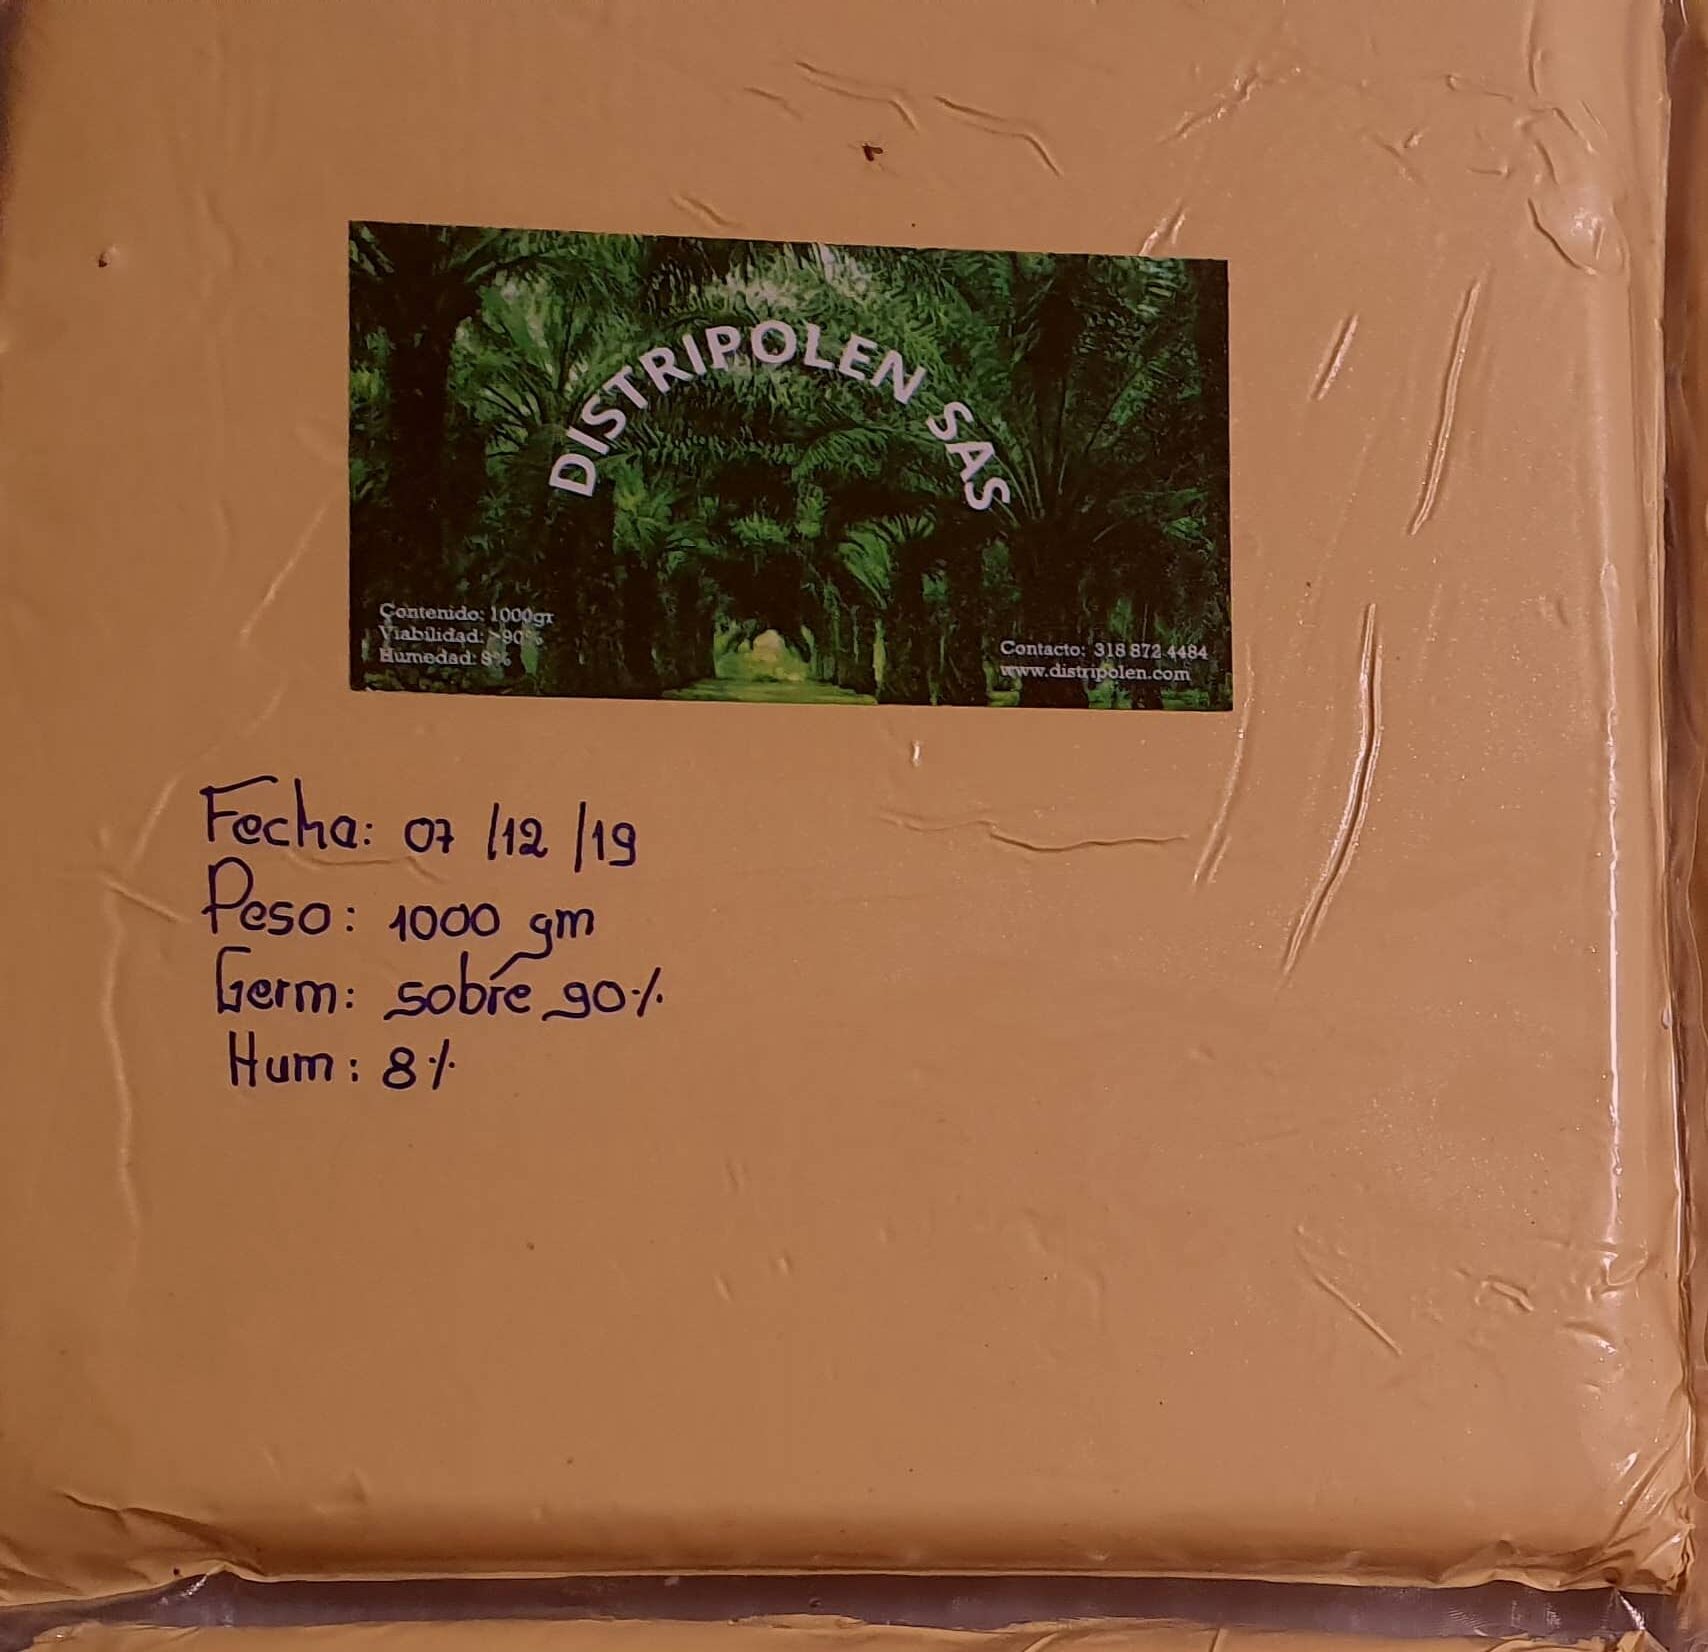 DISTRIPOLEN SAS
Contenido: 1000gr
Viabilidad: >90%
Humedad: 8%
Contacto: 318 872 4484
www.distripolen.com
Fecha: 07/12/19
Peso: 1000 gm
Germ: sobre 90%
Hum: 8%